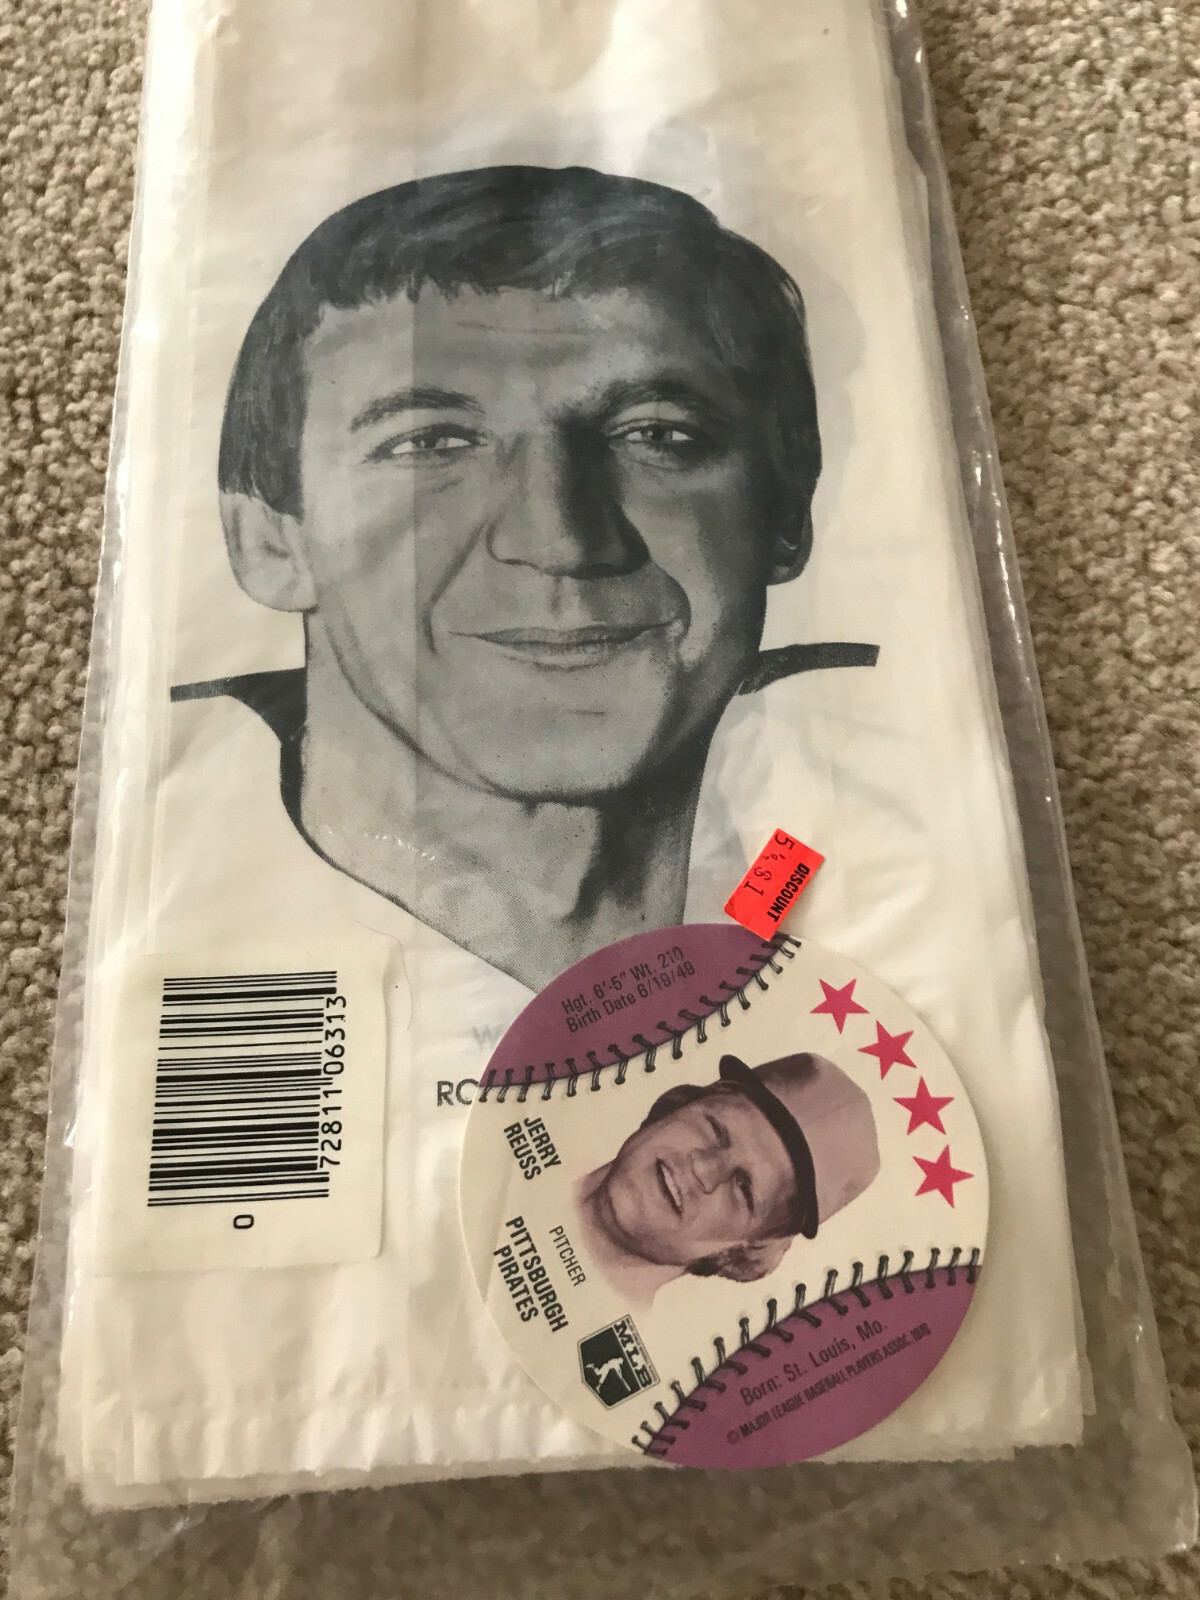 DISCOUNT
5 $1
Hgt. 6'-5" Wt. 210
Birth Date 6/19/49
JERRY
REUSS
PITCHER
PITTSBURGH
PIRATES
MLB
Born: St. Louis, Mo.
© MAJOR LEAGUE BASEBALL PLAYERS ASSOC. 1976
RC
72811"06313
0